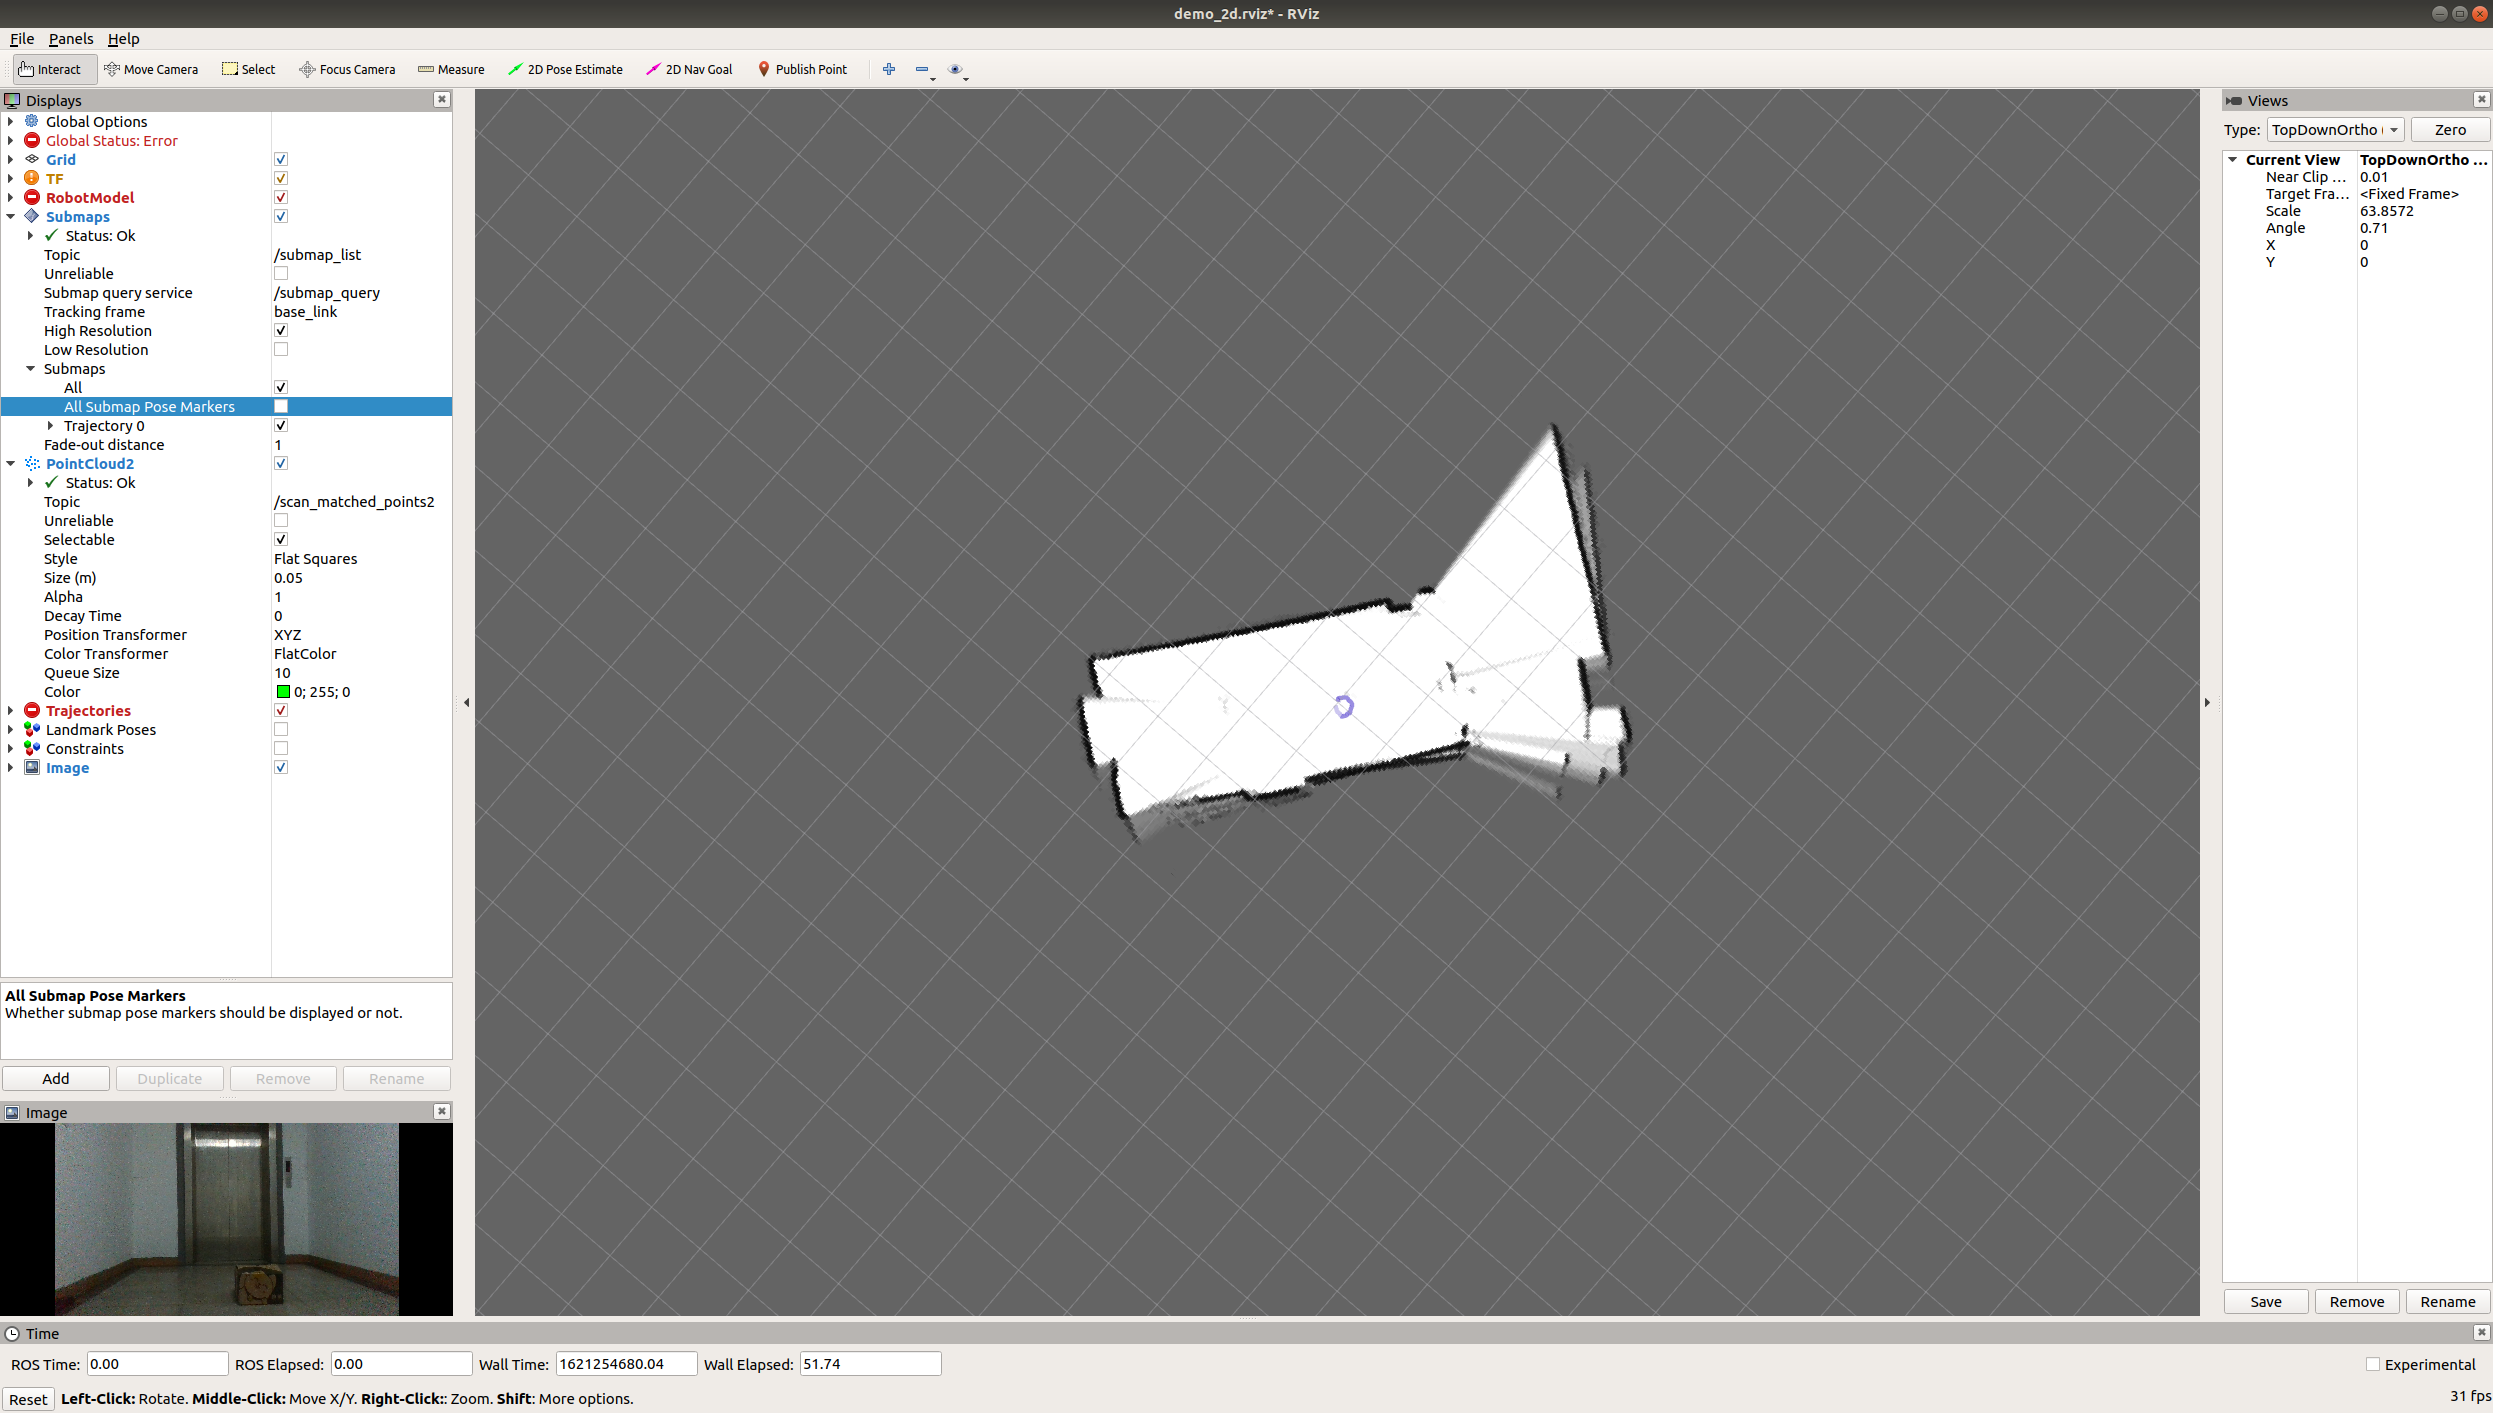 demo_2d.rviz* - RViz
File Panels Help
Interact Move Camera Select Focus Camera Measure 2D Pose Estimate 2D Nav Goal Publish Point
Displays
Global Options
Global Status: Error
Grid
TF
RobotModel
Submaps
Status: Ok
Topic /submap_list
Unreliable
Submap query service /submap_query
Tracking frame base_link
High Resolution
Low Resolution
Submaps
All
All Submap Pose Markers
Trajectory 0
Fade-out distance 1
PointCloud2
Status: Ok
Topic /scan_matched_points2
Unreliable
Selectable
Style Flat Squares
Size (m) 0.05
Alpha 1
Decay Time 0
Position Transformer XYZ
Color Transformer FlatColor
Queue Size 10
Color 0; 255; 0
Trajectories
Landmark Poses
Constraints
Image
All Submap Pose Markers
Whether submap pose markers should be displayed or not.
Add Duplicate Remove Rename
Image
Views
Type: TopDownOrtho ( Zero
Current View TopDownOrtho ...
Near Clip ... 0.01
Target Fra... <Fixed Frame>
Scale 63.8572
Angle 0.71
X 0
Y 0
Save Remove Rename
Time
ROS Time: 0.00 ROS Elapsed: 0.00 Wall Time: 1621254680.04 Wall Elapsed: 51.74 Experimental
Reset Left-Click: Rotate. Middle-Click: Move X/Y. Right-Click:: Zoom. Shift: More options. 31 fps